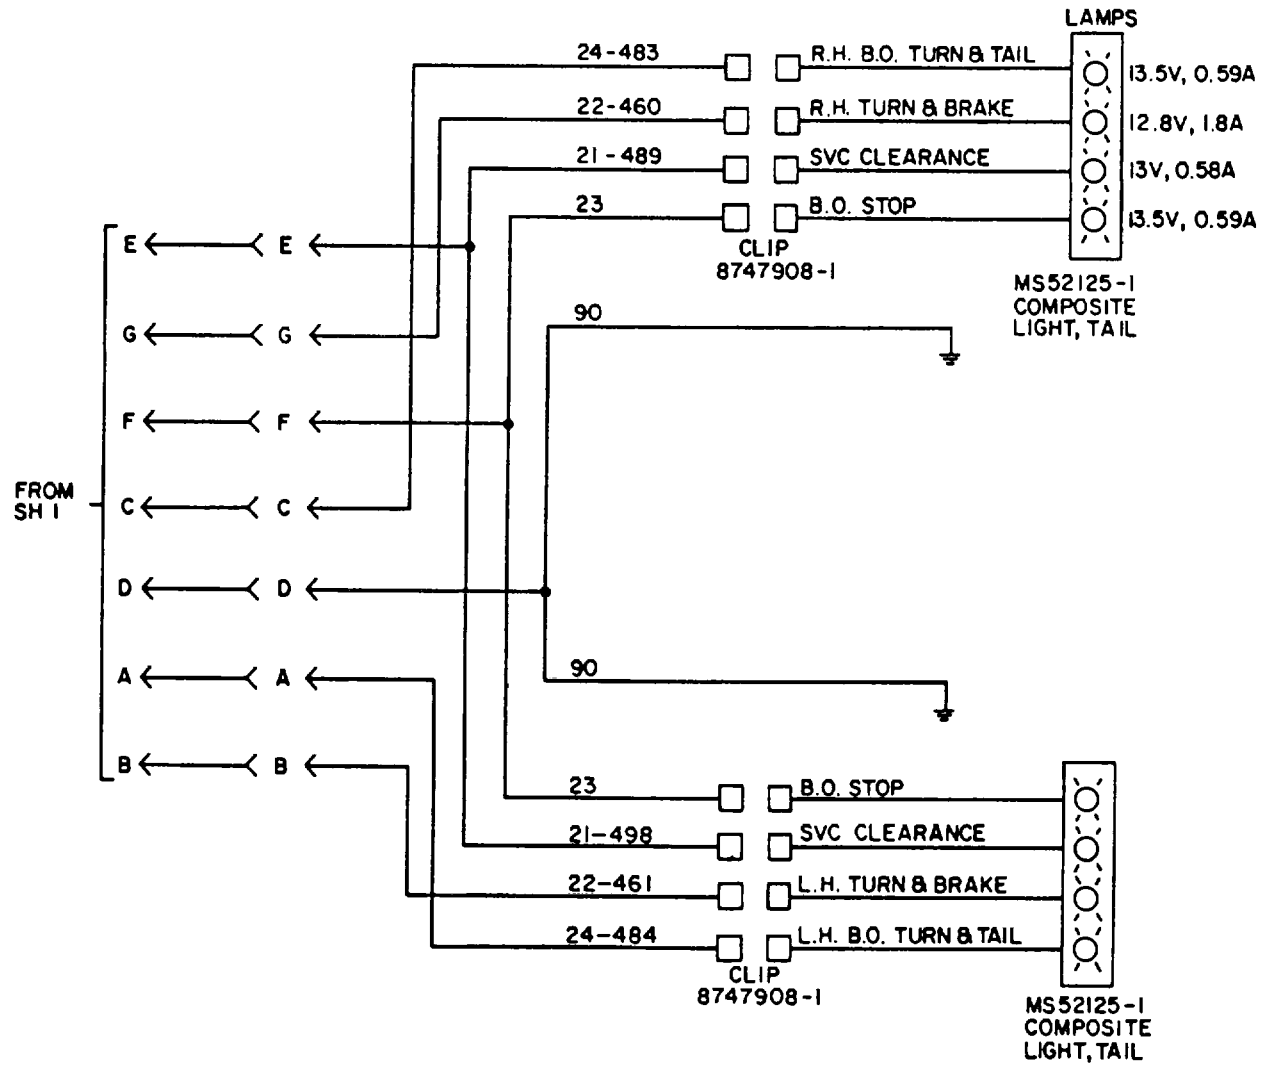 LAMPS
24-483
R.H. B.O. TURN & TAIL
13.5V, 0.59A
22-460
R.H. TURN & BRAKE
12.8V, 1.8A
21-489
SVC CLEARANCE
13V, 0.58A
23
B.O. STOP
13.5V, 0.59A
CLIP
8747908-1
MS52125-1
COMPOSITE
LIGHT, TAIL
E E
G G
F F
C C
D D
A A
B B
FROM
SH 1
90
90
23
B.O. STOP
21-498
SVC CLEARANCE
22-461
L.H. TURN & BRAKE
24-484
L.H. B.O. TURN & TAIL
CLIP
8747908-1
MS52125-1
COMPOSITE
LIGHT, TAIL